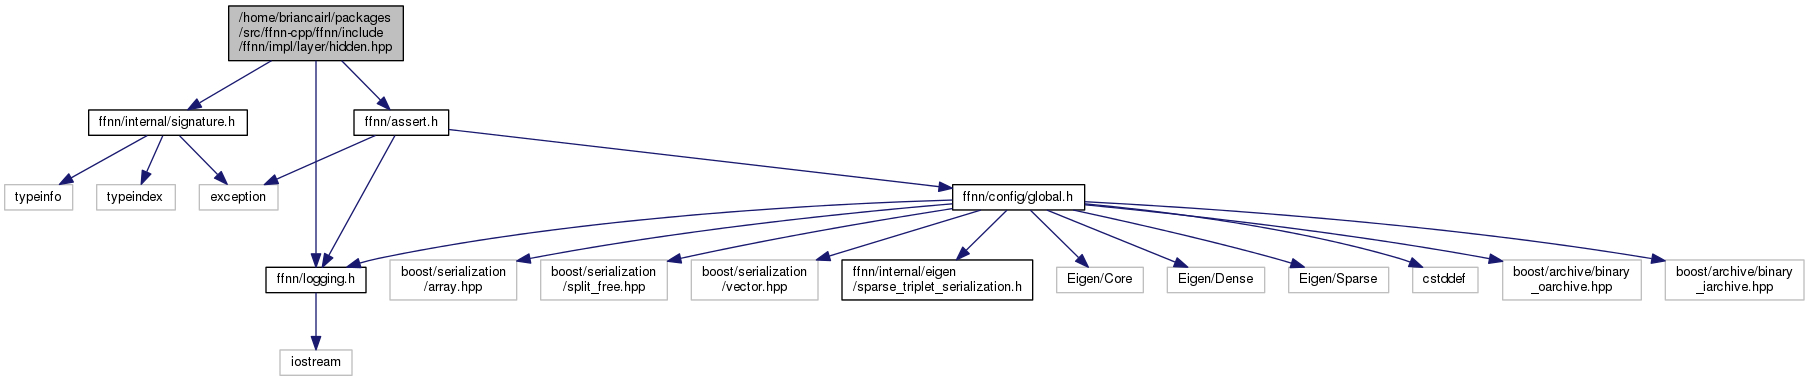 /home/briancairl/packages
/src/ffnn-cpp/ffnn/include
/ffnn/impl/layer/hidden.hpp
ffnn/internal/signature.h
ffnn/assert.h
typeinfo
typeindex
exception
ffnn/config/global.h
ffnn/logging.h
boost/serialization
/array.hpp
boost/serialization
/split_free.hpp
boost/serialization
/vector.hpp
ffnn/internal/eigen
/sparse_triplet_serialization.h
Eigen/Core
Eigen/Dense
Eigen/Sparse
cstddef
boost/archive/binary
_oarchive.hpp
boost/archive/binary
_iarchive.hpp
iostream